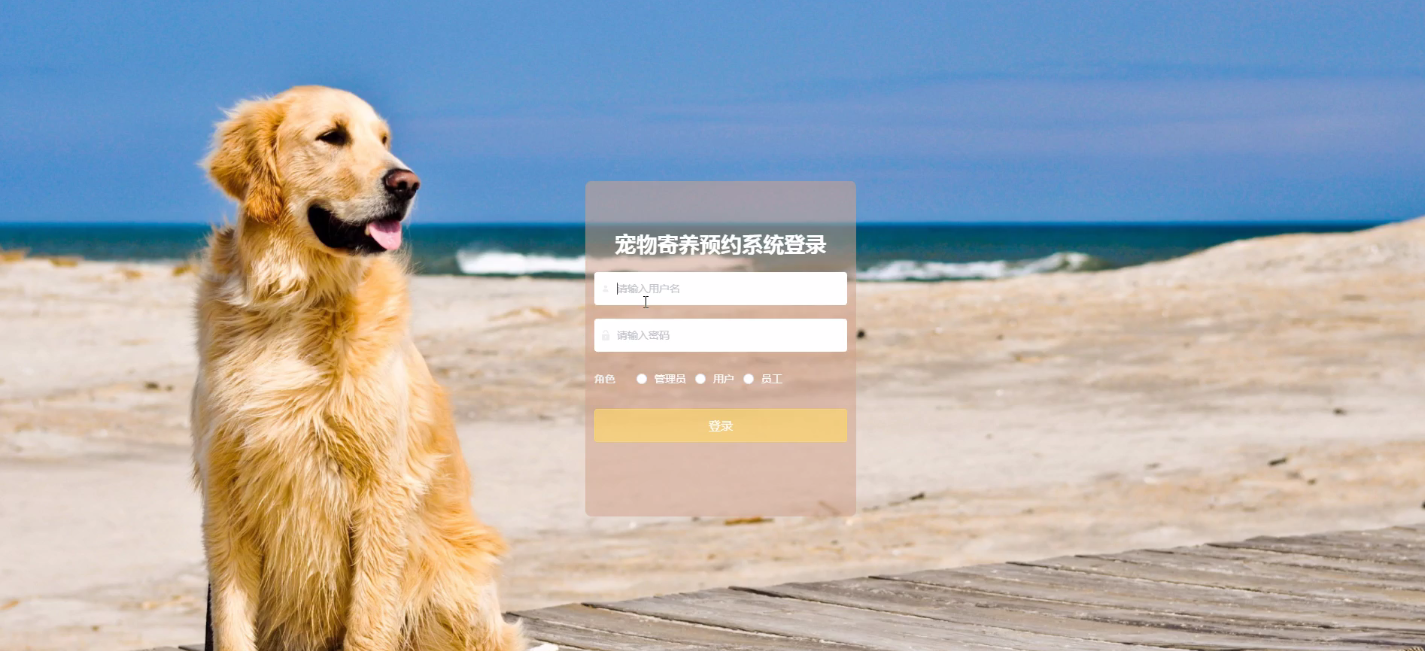 宠物寄养预约系统登录
请输入用户名
请输入密码
角色 管理员 用户 员工
登录